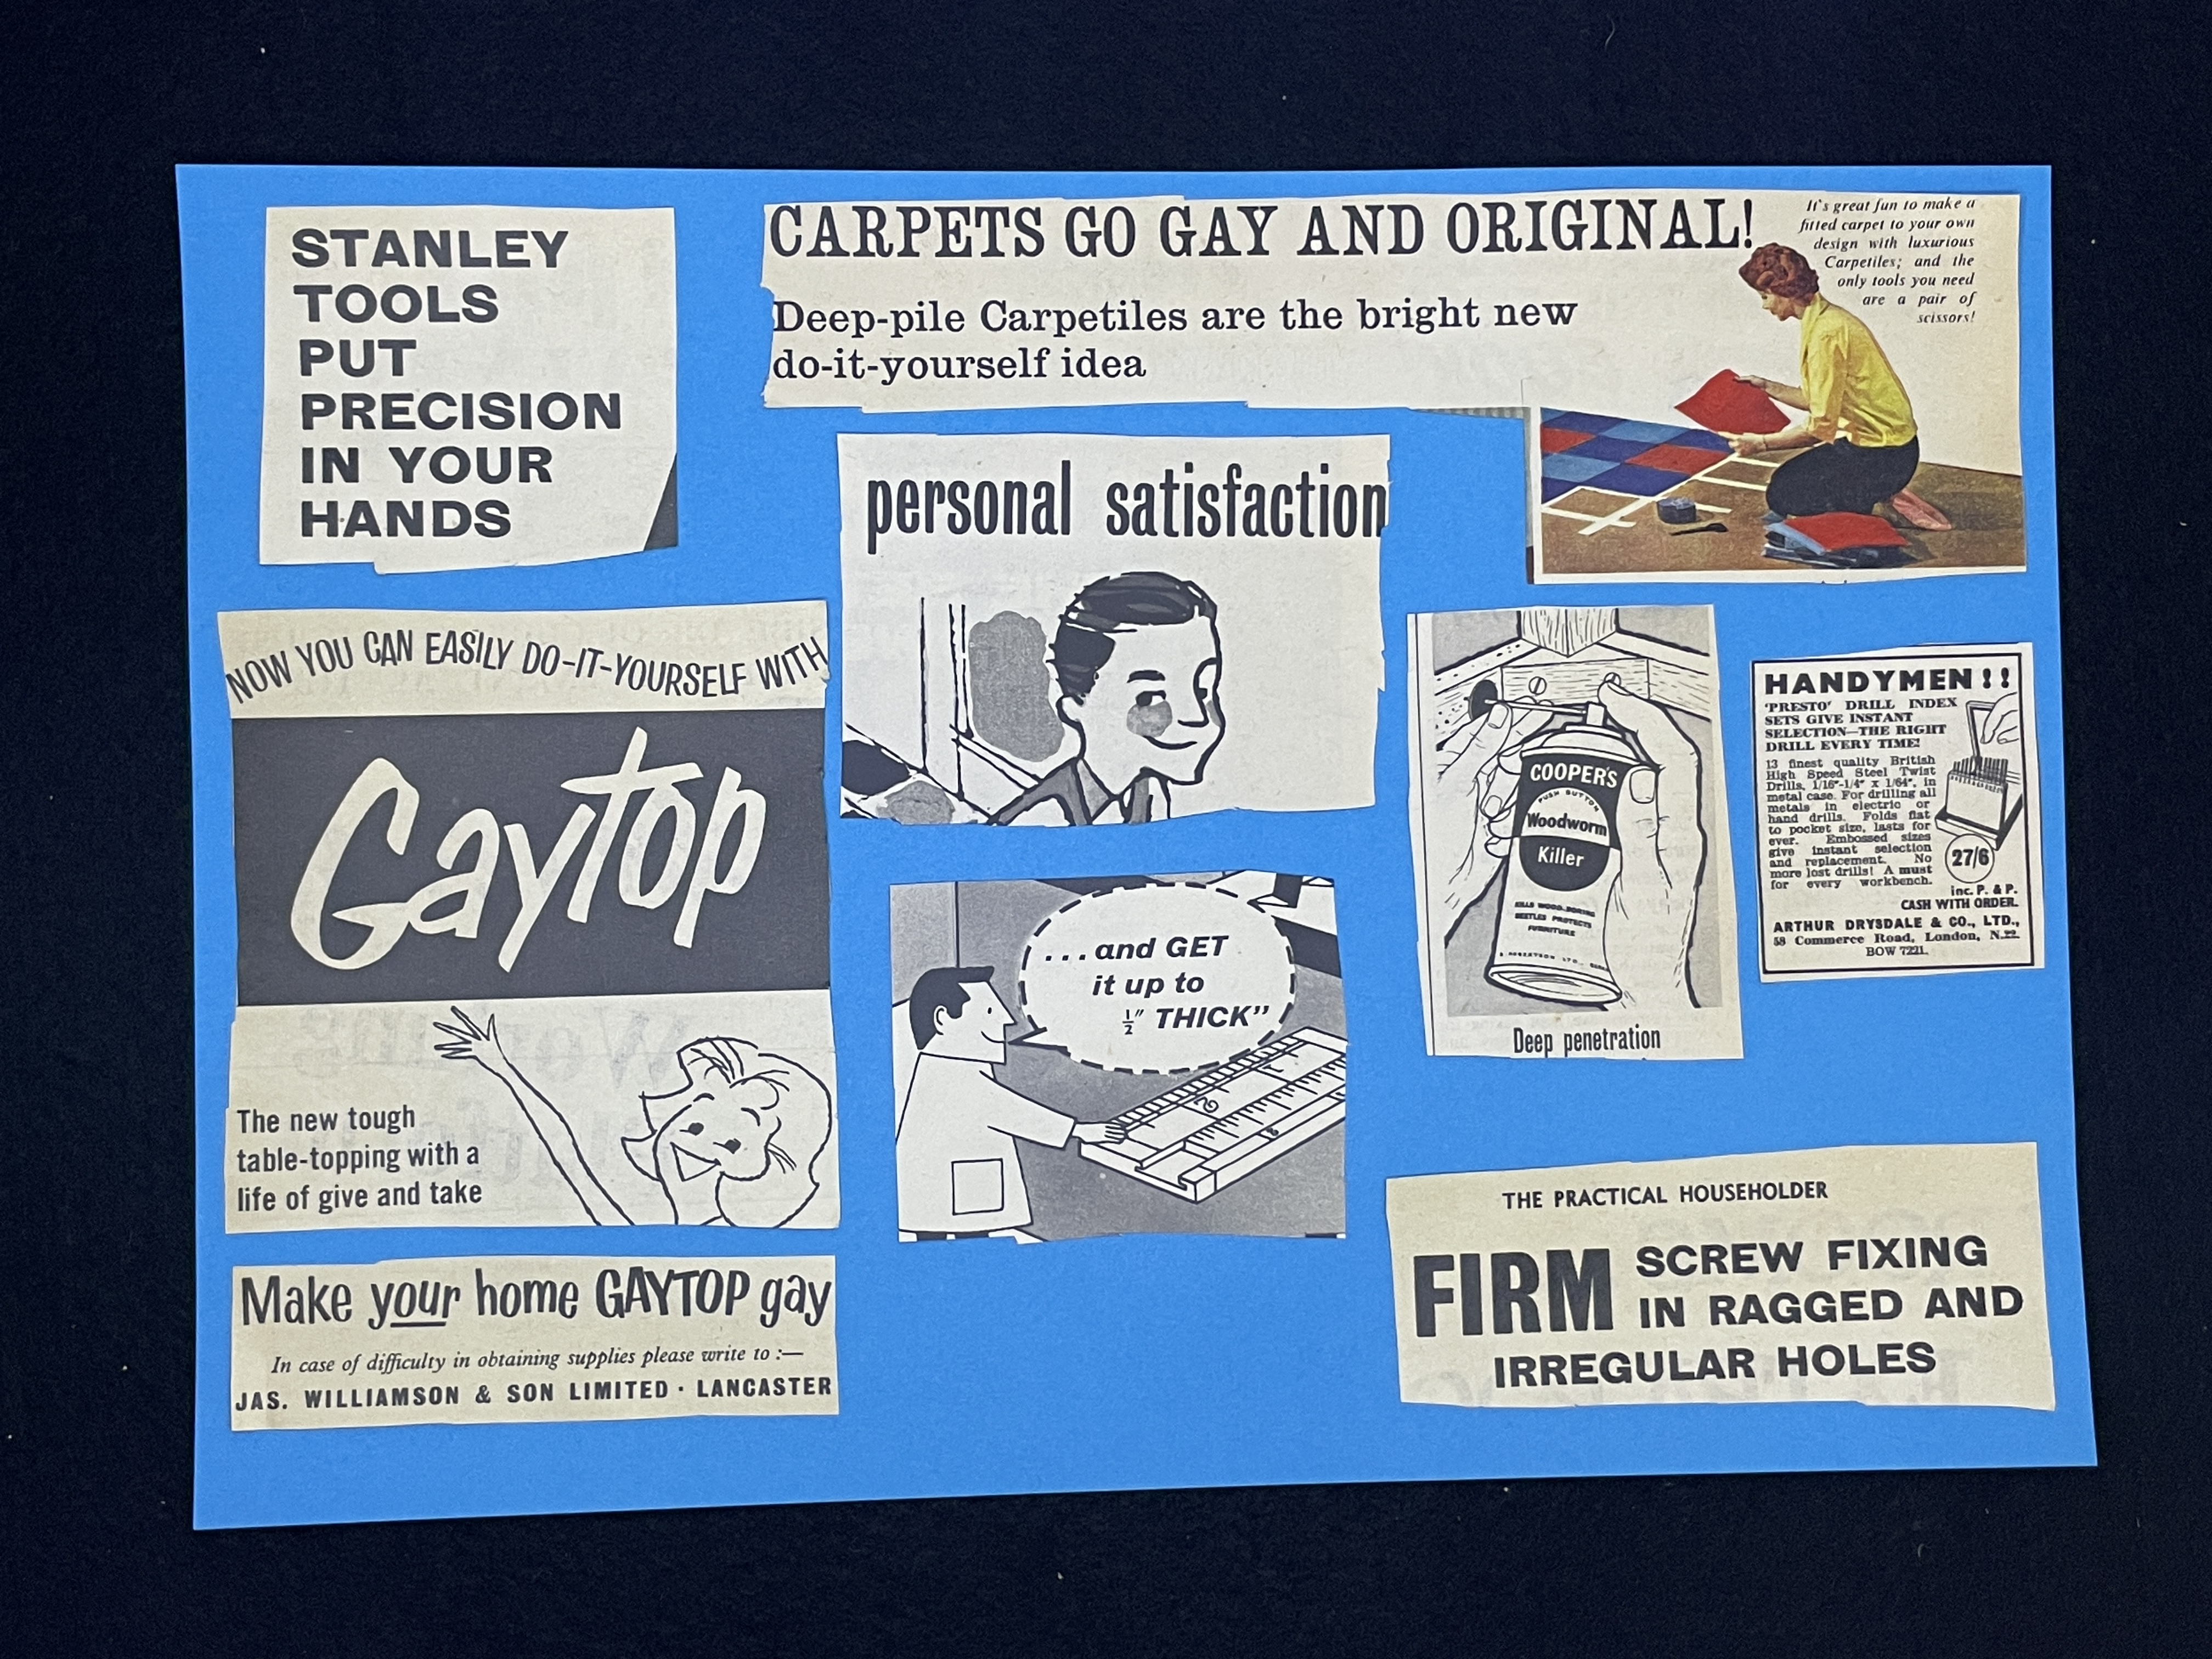 STANLEY
TOOLS
PUT
PRECISION
IN YOUR
HANDS
CARPETS GO GAY AND ORIGINAL!
Deep-pile Carpetiles are the bright new
do-it-yourself idea
It's great fun to make a
fitted carpet to your own
design with luxurious
Carpetiles; and the
only tools you need
are a pair of
scissors!
personal satisfaction
NOW YOU CAN EASILY DO-IT-YOURSELF WITH
Gaytop
The new tough
table-topping with a
life of give and take
Make your home GAYTOP gay
In case of difficulty in obtaining supplies please write to :—
JAS. WILLIAMSON & SON LIMITED · LANCASTER
...and GET
it up to
½" THICK"
COOPER'S
PUSH BUTTON
Woodworm
Killer
KILLS WOOD-BORING
BEETLES PROTECTS
FURNITURE
Deep penetration
HANDYMEN!!
'PRESTO' DRILL INDEX
SETS GIVE INSTANT
SELECTION—THE RIGHT
DRILL EVERY TIME!
13 finest quality British
High Speed Steel Twist
Drills, 1/16"-1/4" x 1/64", in
metal case. For drilling all
metals in electric or
hand drills. Folds flat
to pocket size, lasts for
ever. Embossed sizes
give instant selection
and replacement. No
more lost drills! A must
for every workbench.
27/6
inc. P. & P.
CASH WITH ORDER.
ARTHUR DRYSDALE & CO., LTD.,
58 Commerce Road, London, N.22.
BOW 7221.
THE PRACTICAL HOUSEHOLDER
FIRM SCREW FIXING
IN RAGGED AND
IRREGULAR HOLES